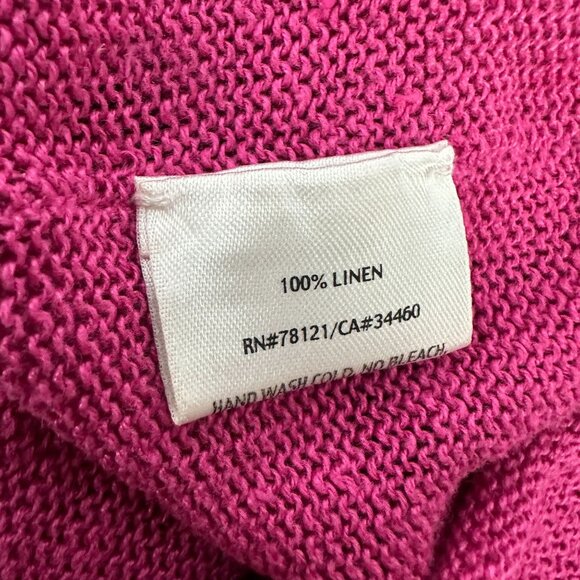 100% LINEN
RN#78121/CA#34460
HAND WASH COLD. NO BLEACH.